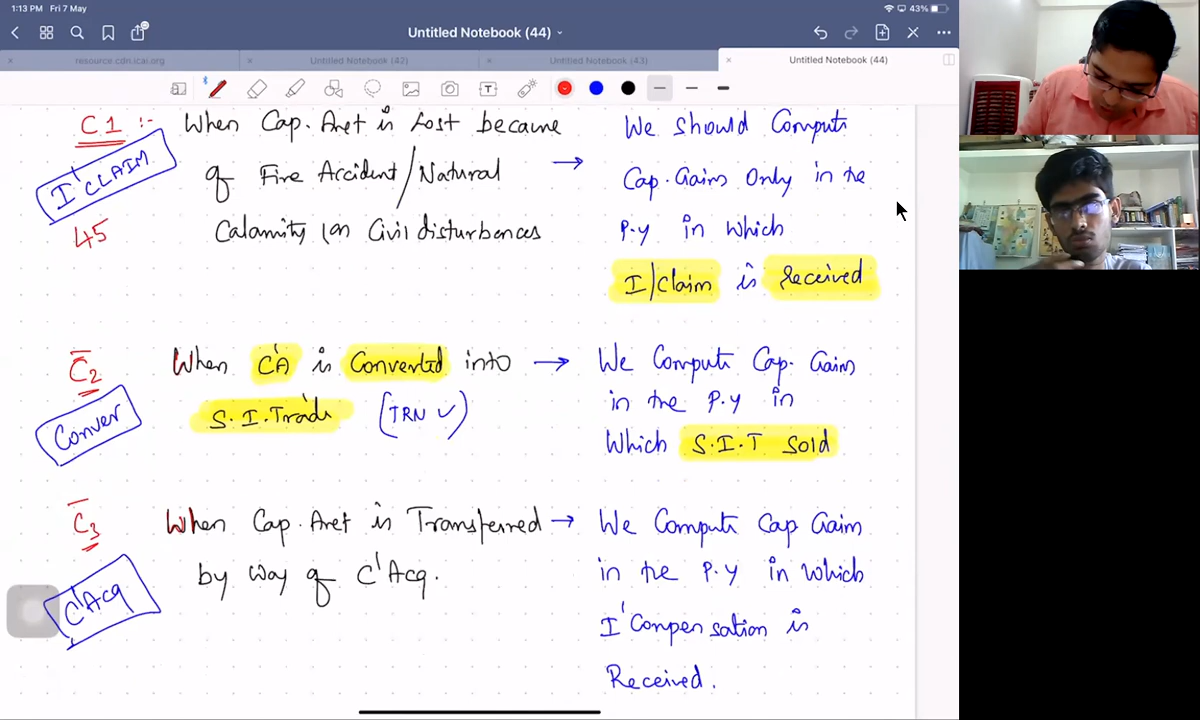 1:13 PM Fri 7 May
43%
Untitled Notebook (44)
resource.cdn.icai.org
Untitled Notebook (42)
Untitled Notebook (43)
Untitled Notebook (44)
C1 :- When Cap. Asset is Lost because → We Should Compute
I'CLAIM of Fire Accident/Natural Cap. Gains Only in the
45 Calamity (or) Civil disturbences P.y in Which
I/claim is Received
C2 When C'A is Converted into → We Compute Cap. Gain
Conver S.I.Trade (TRN ✓) in the P.y in
Which S.I.T Sold
C3 When Cap. Asset is Transferred → We Compute Cap Gaim
C'Acq by Way of C'Acq. in the P.y in Which
I'Conpensation is
Received.